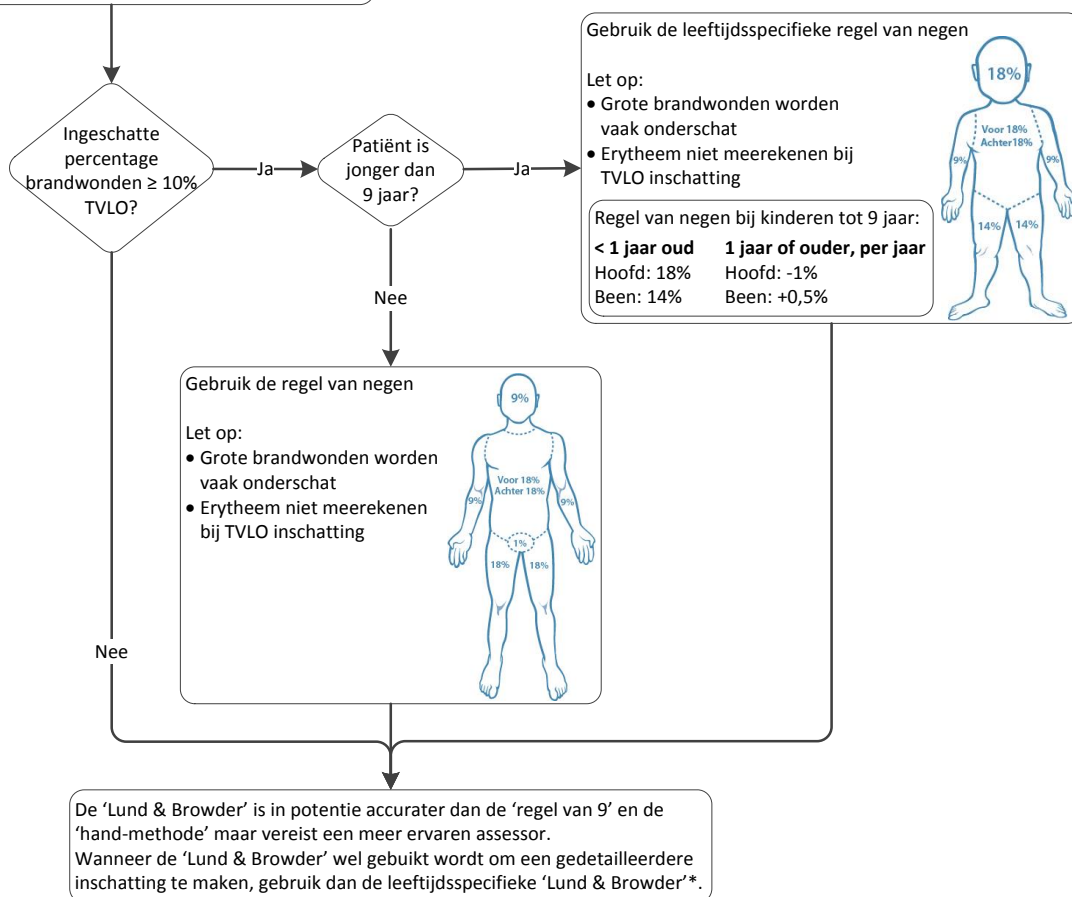 Ingeschatte
percentage
brandwonden ≥ 10%
TVLO?
Ja
Patiënt is
jonger dan
9 jaar?
Ja
Gebruik de leeftijdsspecifieke regel van negen
Let op:
• Grote brandwonden worden
vaak onderschat
• Erytheem niet meerekenen bij
TVLO inschatting
Regel van negen bij kinderen tot 9 jaar:
< 1 jaar oud 1 jaar of ouder, per jaar
Hoofd: 18% Hoofd: -1%
Been: 14% Been: +0,5%
18%
Voor 18%
Achter18%
9% 9%
14% 14%
Nee
Gebruik de regel van negen
Let op:
• Grote brandwonden worden
vaak onderschat
• Erytheem niet meerekenen
bij TVLO inschatting
9%
Voor 18%
Achter 18%
9% 9%
1%
18% 18%
Nee
De ‘Lund & Browder’ is in potentie accurater dan de ‘regel van 9’ en de
‘hand-methode’ maar vereist een meer ervaren assessor.
Wanneer de ‘Lund & Browder’ wel gebuikt wordt om een gedetailleerdere
inschatting te maken, gebruik dan de leeftijdsspecifieke ‘Lund & Browder’*.